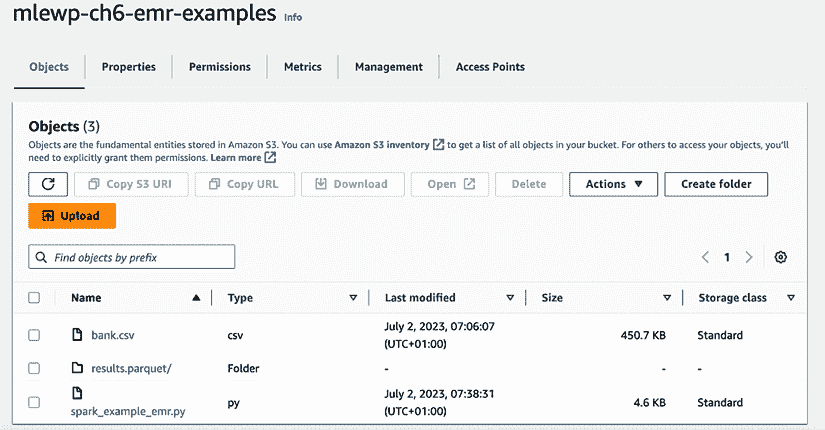 mlewp-ch6-emr-examples Info
Objects Properties Permissions Metrics Management Access Points
Objects (3)
Objects are the fundamental entities stored in Amazon S3. You can use Amazon S3 inventory to get a list of all objects in your bucket. For others to access your objects, you'll
need to explicitly grant them permissions. Learn more
Copy S3 URI Copy URL Download Open Delete Actions Create folder
Upload
Find objects by prefix 1
Name Type Last modified Size Storage class
bank.csv csv July 2, 2023, 07:06:07 450.7 KB Standard
(UTC+01:00)
results.parquet/ Folder - - -
spark_example_emr.py py July 2, 2023, 07:38:31 4.6 KB Standard
(UTC+01:00)